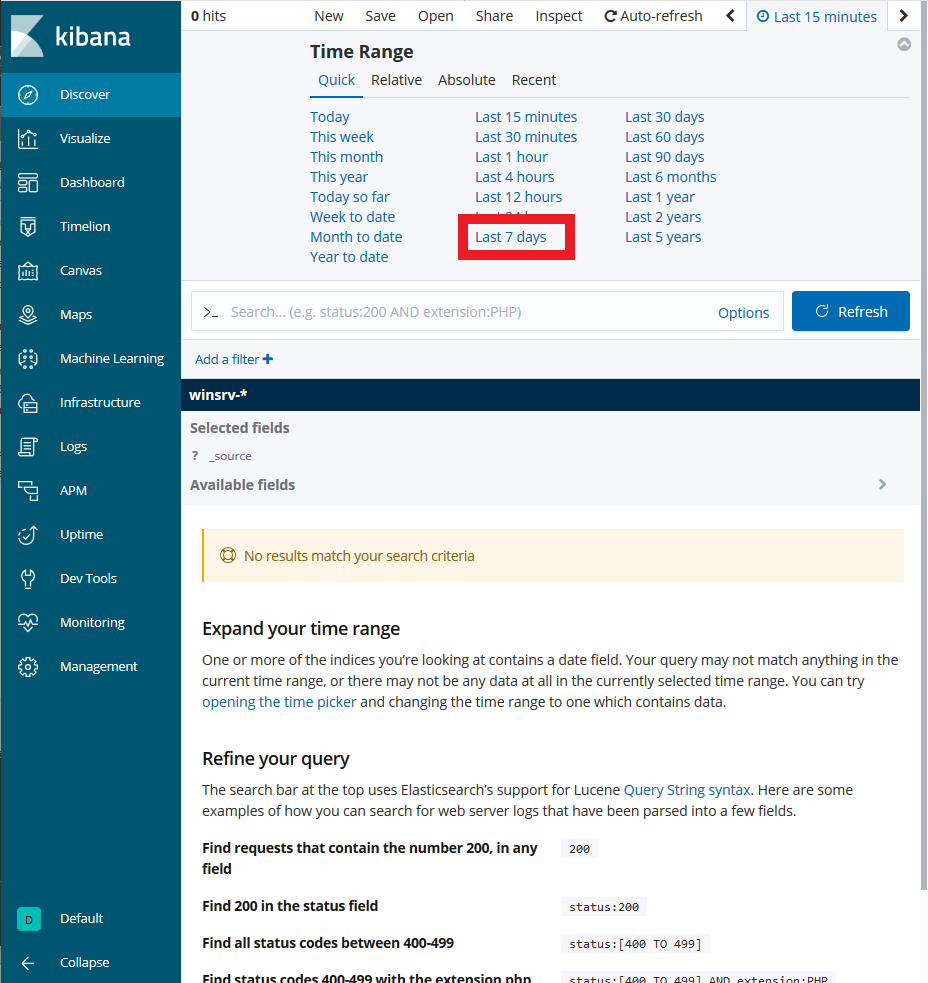 kibana
Discover
Visualize
Dashboard
Timelion
Canvas
Maps
Machine Learning
Infrastructure
Logs
APM
Uptime
Dev Tools
Monitoring
Management
D Default
Collapse
0 hits New Save Open Share Inspect Auto-refresh Last 15 minutes
Time Range
Quick Relative Absolute Recent
Today Last 15 minutes Last 30 days
This week Last 30 minutes Last 60 days
This month Last 1 hour Last 90 days
This year Last 4 hours Last 6 months
Today so far Last 12 hours Last 1 year
Week to date Last 2 years
Month to date Last 7 days Last 5 years
Year to date
>_ Search... (e.g. status:200 AND extension:PHP) Options Refresh
Add a filter +
winsrv-*
Selected fields
? _source
Available fields
No results match your search criteria
Expand your time range
One or more of the indices you’re looking at contains a date field. Your query may not match anything in the
current time range, or there may not be any data at all in the currently selected time range. You can try
opening the time picker and changing the time range to one which contains data.
Refine your query
The search bar at the top uses Elasticsearch’s support for Lucene Query String syntax. Here are some
examples of how you can search for web server logs that have been parsed into a few fields.
Find requests that contain the number 200, in any 200
field
Find 200 in the status field status:200
Find all status codes between 400-499 status:[400 TO 499]
Find status codes 400-499 with the extension php status:[400 TO 499] AND extension:PHP